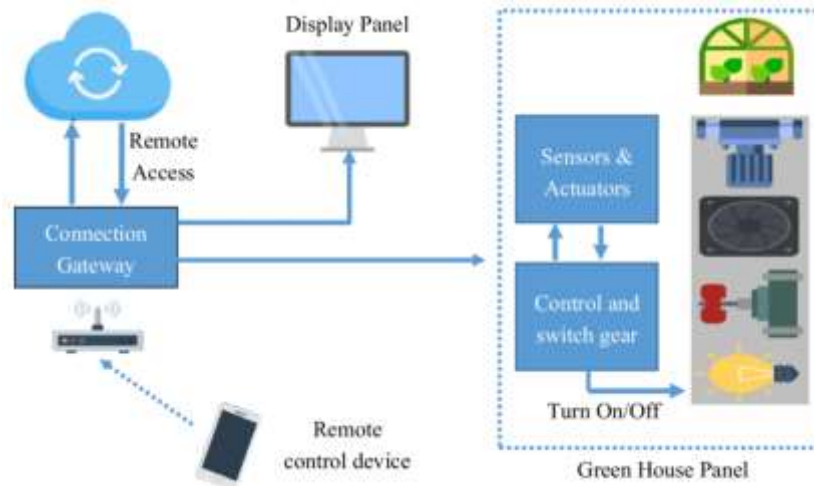 Display Panel
Remote
Access
Connection
Gateway
Sensors &
Actuators
Control and
switch gear
Turn On/Off
Remote
control device
Green House Panel